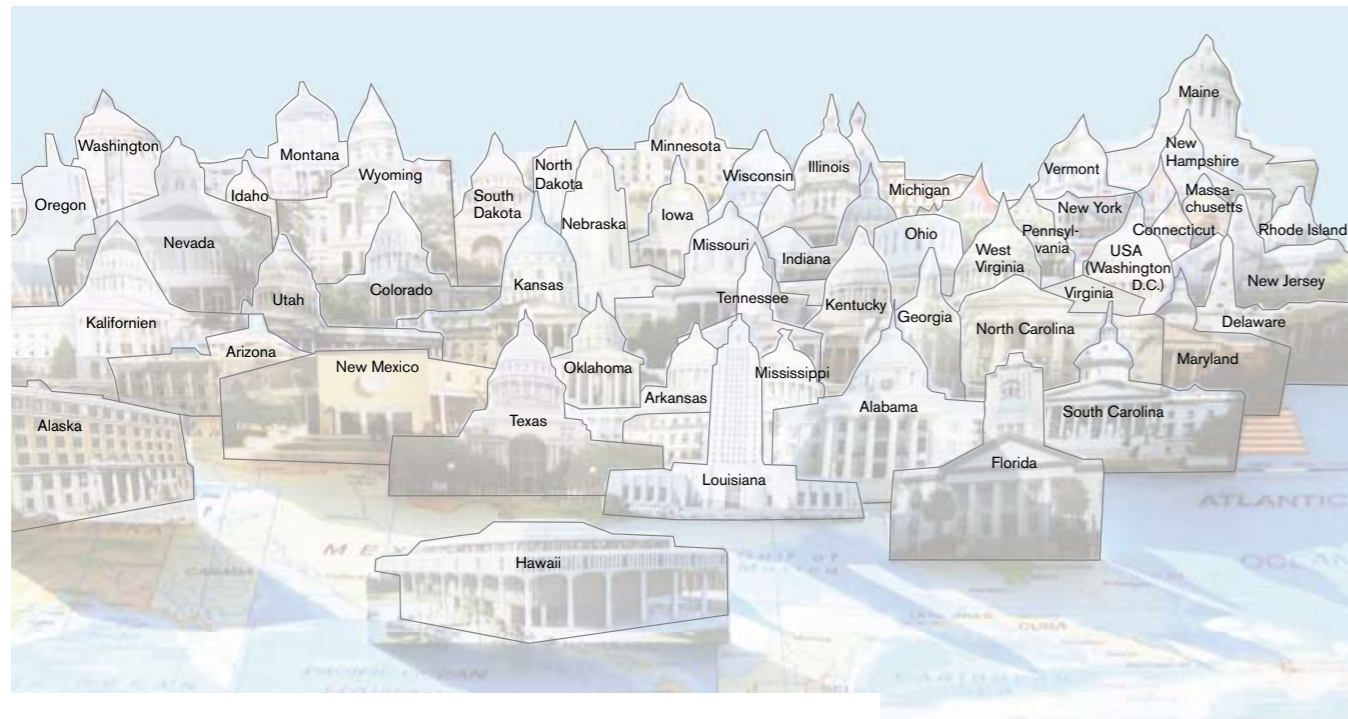 Maine
Washington
Minnesota
New
Hampshire
Montana
North
Dakota
Illinois
Vermont
Wyoming
Wisconsin
Idaho
Michigan
South
Dakota
Massa-
chusetts
Oregon
Iowa
New York
Nebraska
Connecticut
Rhode Island
Ohio
Pennsyl-
vania
Nevada
Missouri
West
Virginia
USA
(Washington
D.C.)
Indiana
Kansas
New Jersey
Colorado
Utah
Tennessee
Kentucky
Virginia
Georgia
Kalifornien
North Carolina
Delaware
Arizona
New Mexico
Oklahoma
Mississippi
Maryland
Arkansas
Alabama
South Carolina
Texas
Alaska
Florida
Louisiana
ATLANTIC
Hawaii
CUBA